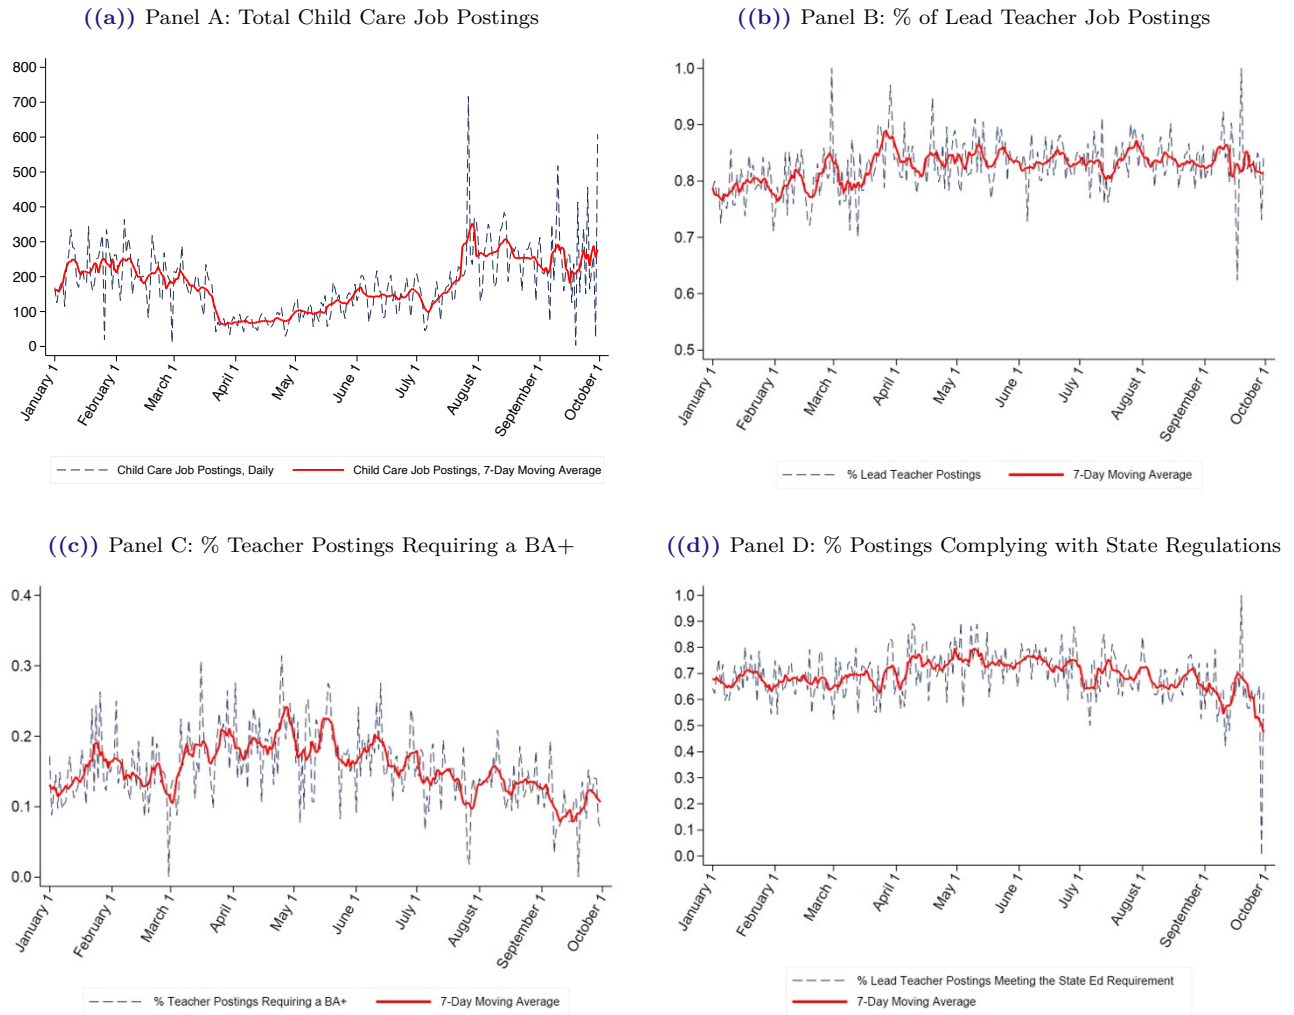 ((a)) Panel A: Total Child Care Job Postings
800
700
600
500
400
300
200
100
0
January 1
February 1
March 1
April 1
May 1
June 1
July 1
August 1
September 1
October 1
Child Care Job Postings, Daily
Child Care Job Postings, 7-Day Moving Average
((b)) Panel B: % of Lead Teacher Job Postings
1.0
0.9
0.8
0.7
0.6
0.5
January 1
February 1
March 1
April 1
May 1
June 1
July 1
August 1
September 1
October 1
% Lead Teacher Postings
7-Day Moving Average
((c)) Panel C: % Teacher Postings Requiring a BA+
0.4
0.3
0.2
0.1
0.0
January 1
February 1
March 1
April 1
May 1
June 1
July 1
August 1
September 1
October 1
% Teacher Postings Requiring a BA+
7-Day Moving Average
((d)) Panel D: % Postings Complying with State Regulations
1.0
0.9
0.8
0.7
0.6
0.5
0.4
0.3
0.2
0.1
0.0
January 1
February 1
March 1
April 1
May 1
June 1
July 1
August 1
September 1
October 1
% Lead Teacher Postings Meeting the State Ed Requirement
7-Day Moving Average